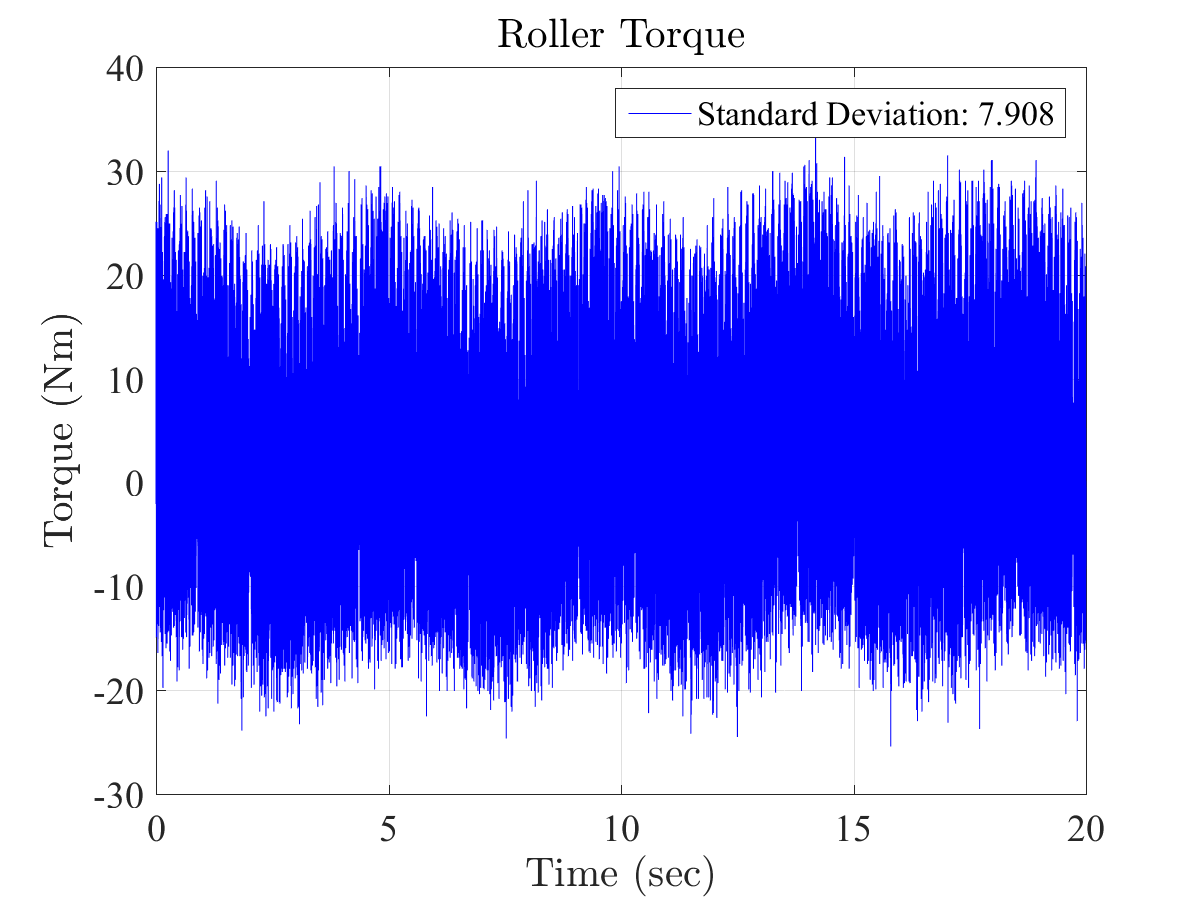 Roller Torque
Standard Deviation: 7.908
40
30
20
10
0
-10
-20
-30
Torque (Nm)
0 5 10 15 20
Time (sec)